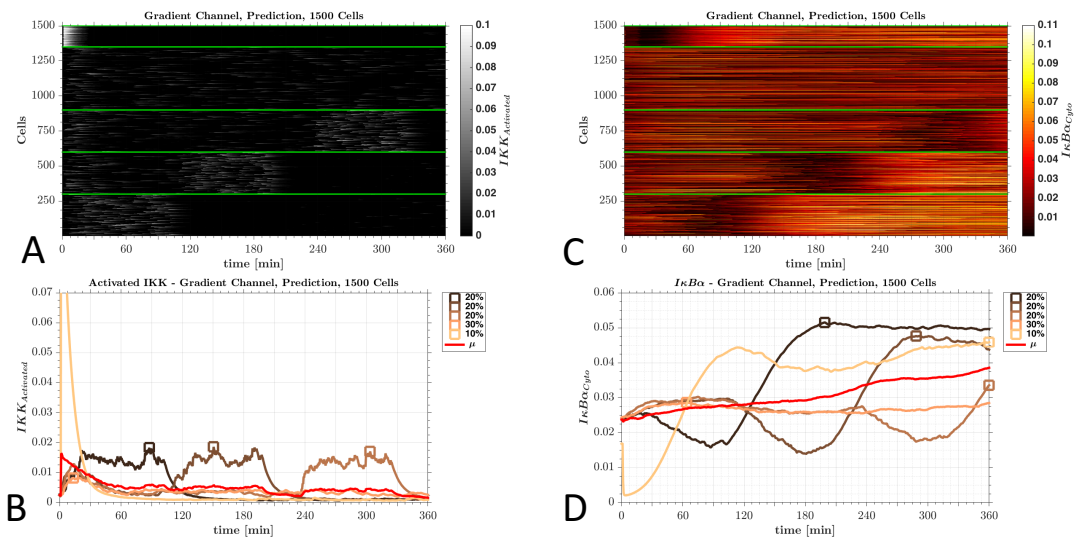 Gradient Channel, Prediction, 1500 Cells
Cells
1500
1250
1000
750
500
250
0 60 120 180 240 300 360
time [min]
0.1
0.09
0.08
0.07
0.06
0.05
0.04
0.03
0.02
0.01
0
IKK_Activated
A
Gradient Channel, Prediction, 1500 Cells
Cells
1500
1250
1000
750
500
250
0 60 120 180 240 300 360
time [min]
0.11
0.1
0.09
0.08
0.07
0.06
0.05
0.04
0.03
0.02
0.01
IκBα_Cyto
C
Activated IKK - Gradient Channel, Prediction, 1500 Cells
IKK_Activated
0.07
0.06
0.05
0.04
0.03
0.02
0.01
0
0 60 120 180 240 300 360
time [min]
20%
20%
20%
30%
10%
μ
B
IκBα - Gradient Channel, Prediction, 1500 Cells
IκBα_Cyto
0.06
0.05
0.04
0.03
0.02
0.01
0
0 60 120 180 240 300 360
time [min]
20%
20%
20%
30%
10%
μ
D